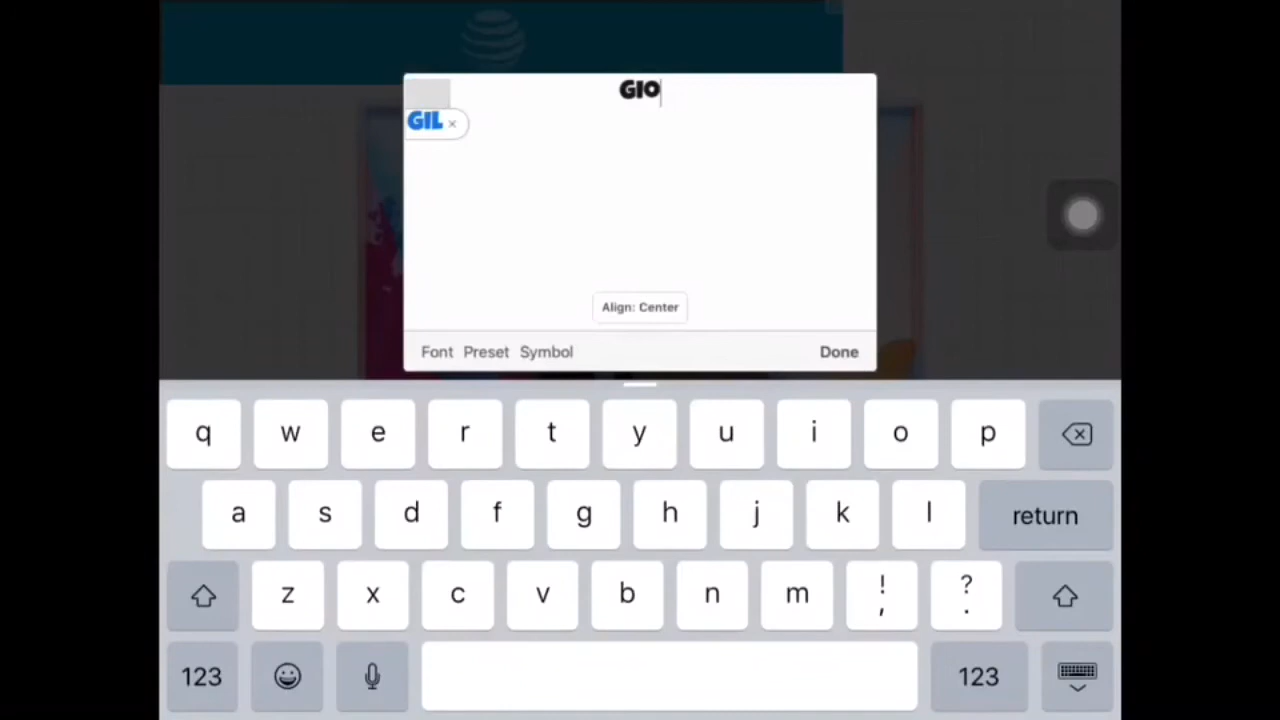 GIO
GIL ×
Align: Center
Font Preset Symbol Done
q w e r t y u i o p
a s d f g h j k l return
z x c v b n m ! , ? .
123 123